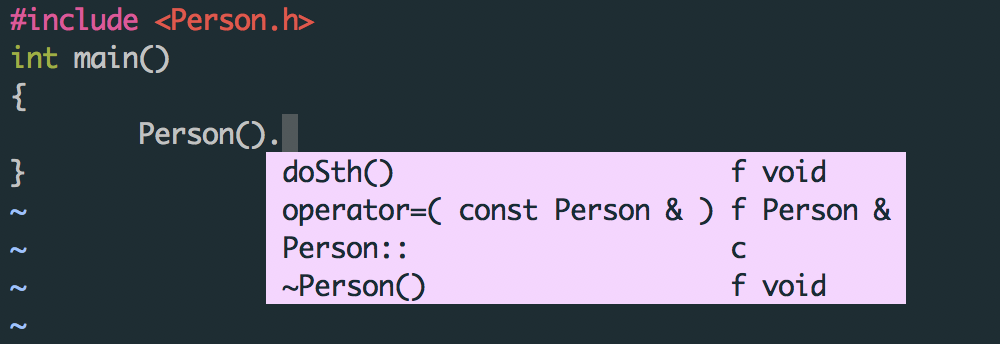 #include <Person.h>
int main()
{
Person().
}
doSth() f void
~
operator=( const Person & ) f Person &
~
Person:: c
~
~Person() f void
~